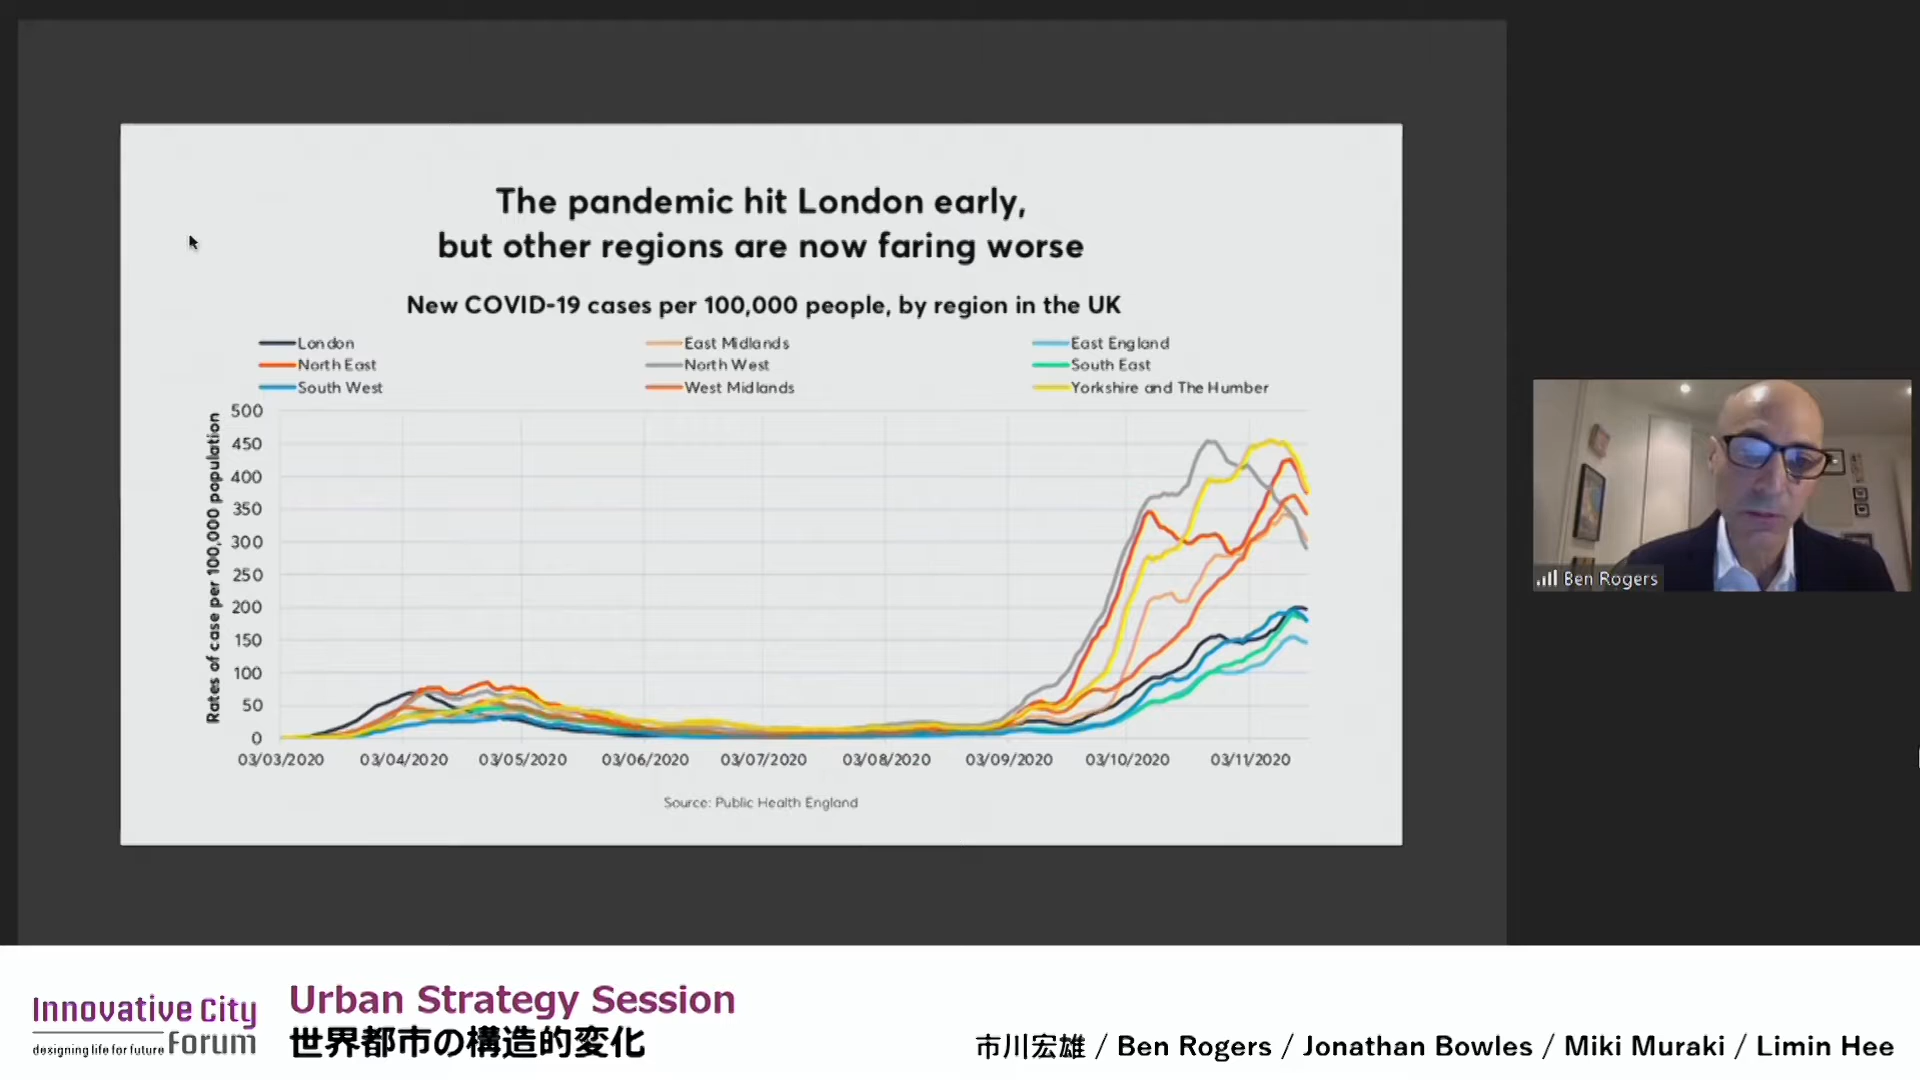 The pandemic hit London early,
but other regions are now faring worse
New COVID-19 cases per 100,000 people, by region in the UK
London
East Midlands
East England
North East
North West
South East
South West
West Midlands
Yorkshire and The Humber
Rates of case per 100,000 population
500
450
400
350
300
250
200
150
100
50
0
03/03/2020
03/04/2020
03/05/2020
03/06/2020
03/07/2020
03/08/2020
03/09/2020
03/10/2020
03/11/2020
Source: Public Health England
Ben Rogers
Innovative City
Forum
designing life for future
Urban Strategy Session
世界都市の構造的変化
市川宏雄 / Ben Rogers / Jonathan Bowles / Miki Muraki / Limin Hee